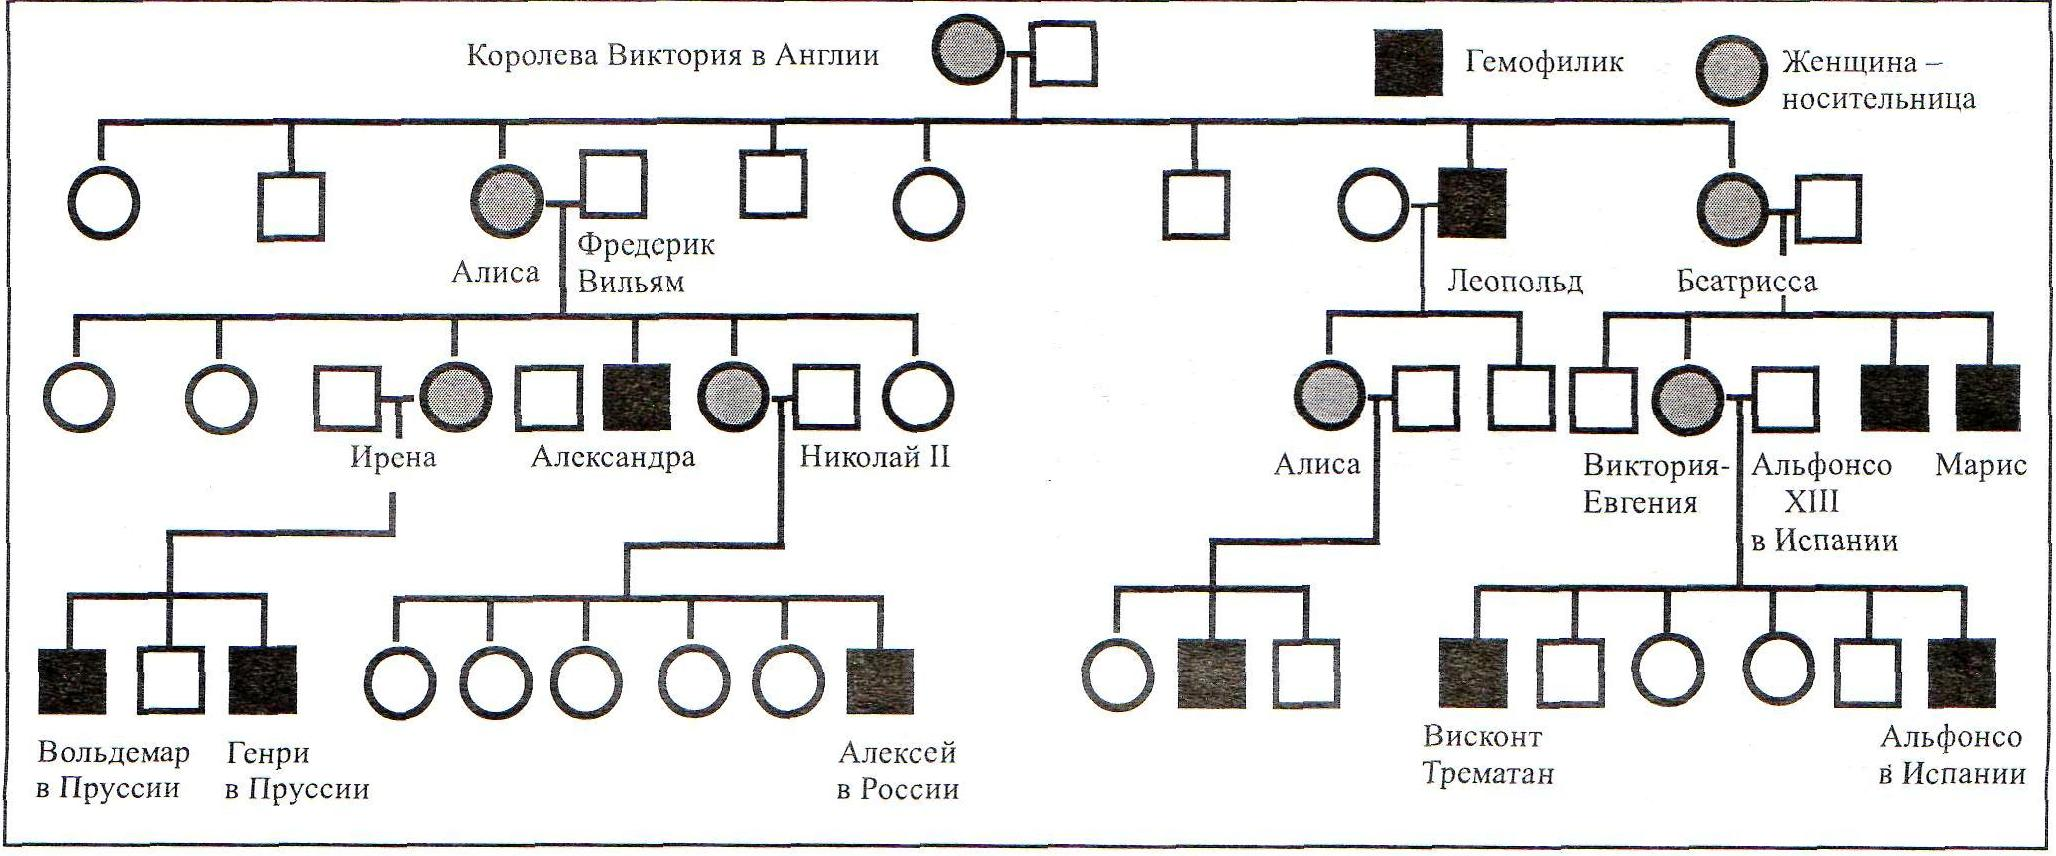 Королева Виктория в Англии
Гемофилик
Женщина –
носительница
Алиса
Фредерик
Вильям
Леопольд
Беатрисса
Ирена
Александра
Николай II
Алиса
Виктория-
Евгения
Альфонсо
XIII
в Испании
Марис
Вольдемар
в Пруссии
Генри
в Пруссии
Алексей
в России
Висконт
Трематан
Альфонсо
в Испании